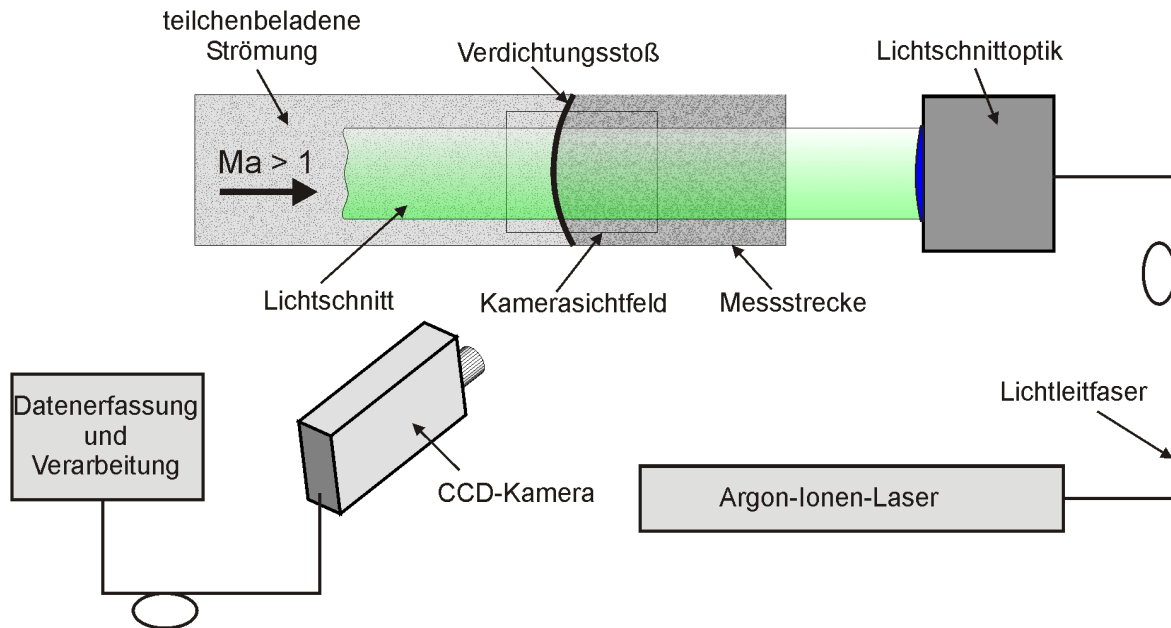 teilchenbeladene
Strömung
Verdichtungsstoß
Lichtschnittoptik
Ma > 1
Lichtschnitt
Kamerasichtfeld
Messstrecke
Datenerfassung
und
Verarbeitung
CCD-Kamera
Argon-Ionen-Laser
Lichtleitfaser